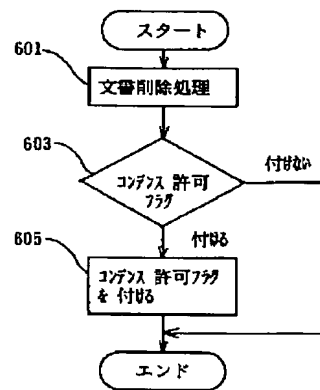 スタート
601
文書削除処理
603
コンデンス 許可
フラグ
付けない
付ける
605
コンデンス 許可フラグ
を 付ける
エンド